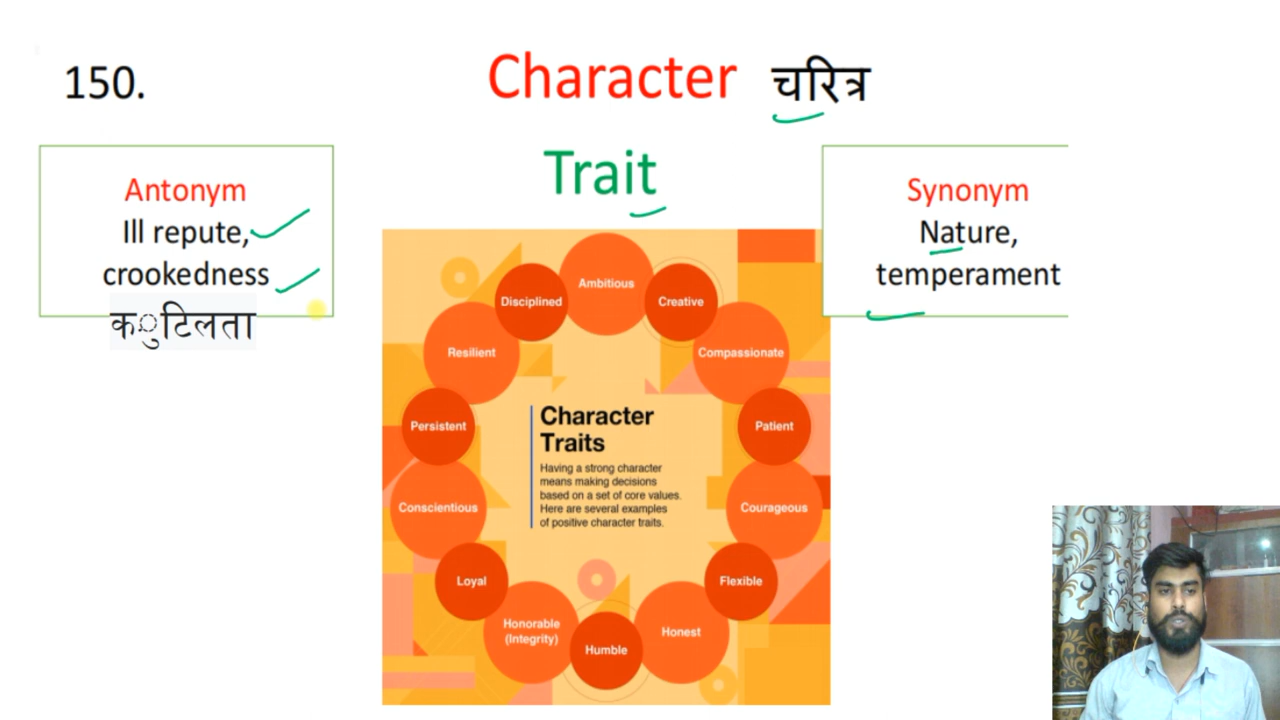 150.
Character चरित्र
Trait
Antonym
Ill repute,
crookedness
क◌ुटिलता
Synonym
Nature,
temperament
Ambitious
Disciplined
Creative
Resilient
Compassionate
Persistent
Patient
Character
Traits
Having a strong character
means making decisions
based on a set of core values.
Here are several examples
of positive character traits.
Conscientious
Courageous
Loyal
Flexible
Honorable
(Integrity)
Honest
Humble